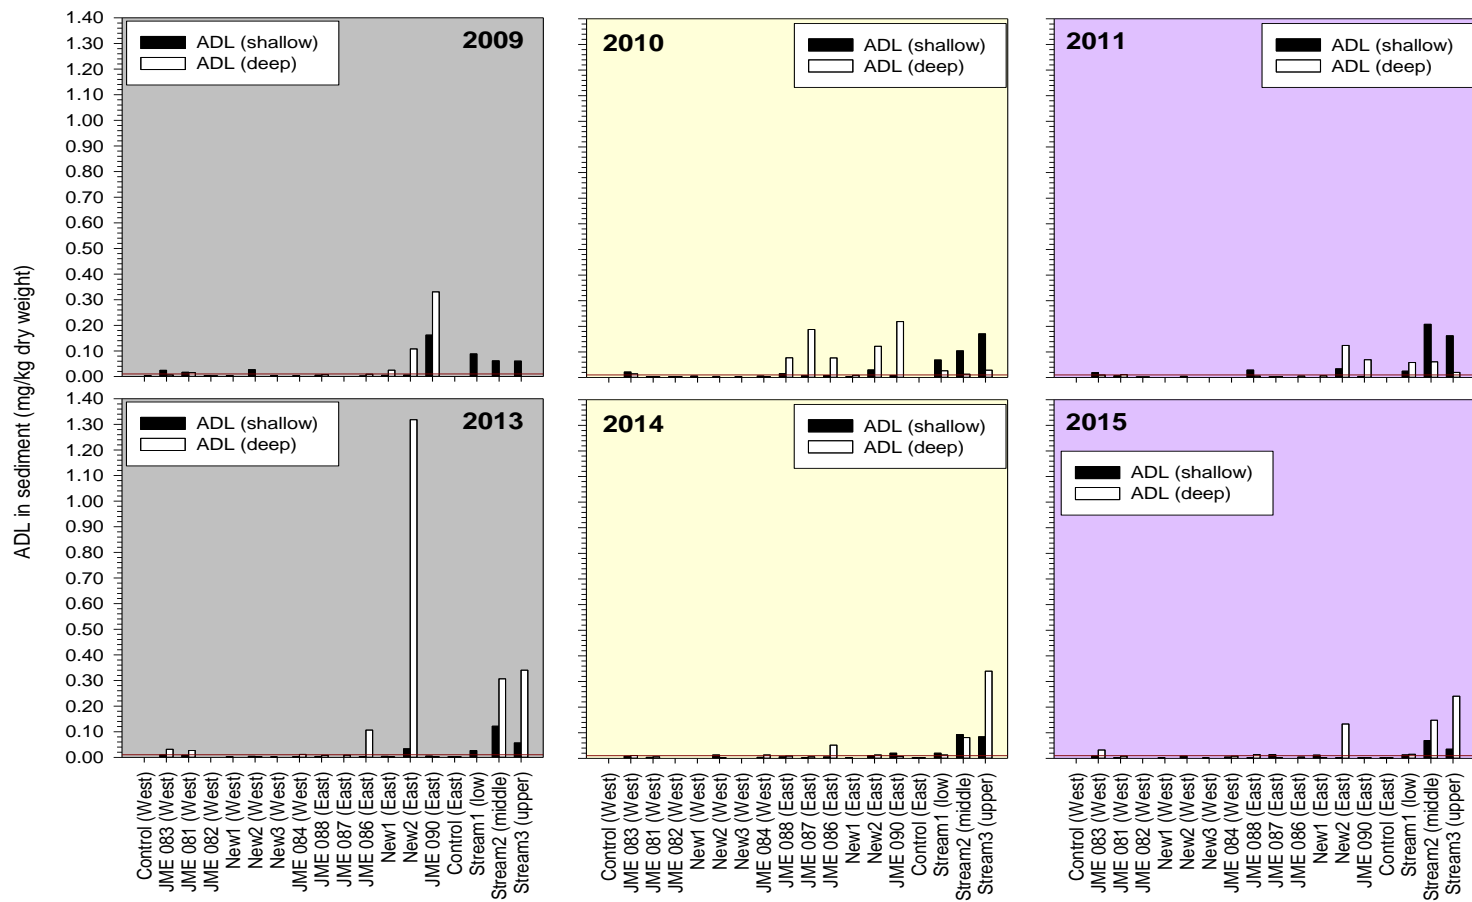 ADL in sediment (mg/kg dry weight)
1.40
1.30
1.20
1.10
1.00
0.90
0.80
0.70
0.60
0.50
0.40
0.30
0.20
0.10
0.00
ADL (shallow)
ADL (deep)
2009
2010
ADL (shallow)
ADL (deep)
2011
ADL (shallow)
ADL (deep)
1.40
1.30
1.20
1.10
1.00
0.90
0.80
0.70
0.60
0.50
0.40
0.30
0.20
0.10
0.00
ADL (shallow)
ADL (deep)
2013
2014
ADL (shallow)
ADL (deep)
2015
ADL (shallow)
ADL (deep)
Control (West)
JME 083 (West)
JME 081 (West)
JME 082 (West)
New1 (West)
New2 (West)
New3 (West)
JME 084 (West)
JME 088 (East)
JME 087 (East)
JME 086 (East)
New1 (East)
New2 (East)
JME 090 (East)
Control (East)
Stream1 (low)
Stream2 (middle)
Stream3 (upper)
Control (West)
JME 083 (West)
JME 081 (West)
JME 082 (West)
New1 (West)
New2 (West)
New3 (West)
JME 084 (West)
JME 088 (East)
JME 087 (East)
JME 086 (East)
New1 (East)
New2 (East)
JME 090 (East)
Control (East)
Stream1 (low)
Stream2 (middle)
Stream3 (upper)
Control (West)
JME 083 (West)
JME 081 (West)
JME 082 (West)
New1 (West)
New2 (West)
New3 (West)
JME 084 (West)
JME 088 (East)
JME 087 (East)
JME 086 (East)
New1 (East)
New2 (East)
JME 090 (East)
Control (East)
Stream1 (low)
Stream2 (middle)
Stream3 (upper)